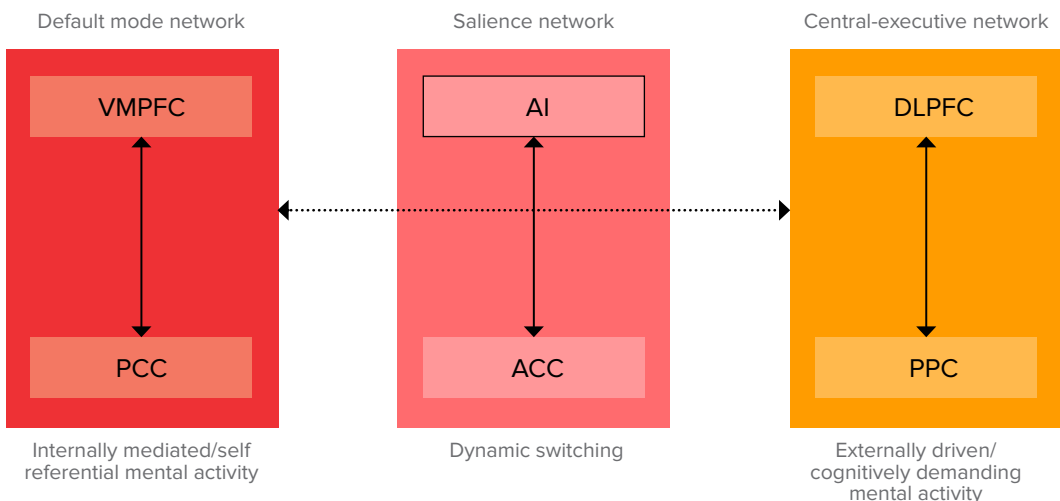 Default mode network
Salience network
Central-executive network
VMPFC
AI
DLPFC
PCC
ACC
PPC
Internally mediated/self
referential mental activity
Dynamic switching
Externally driven/
cognitively demanding
mental activity